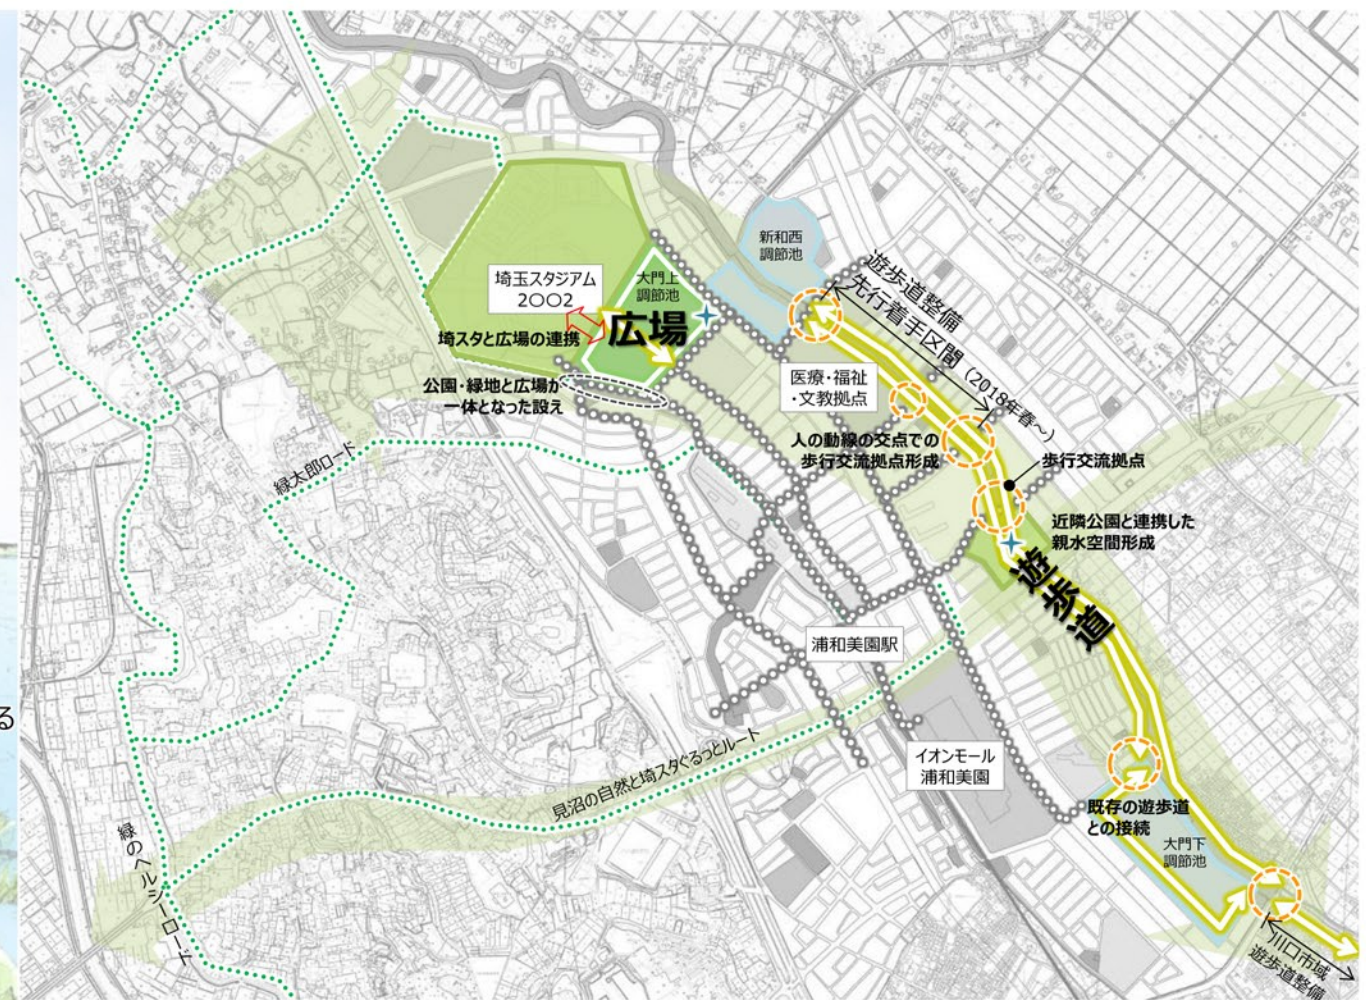 新和西
調節池
遊歩道整備
先行着手区間（2018年春～）
埼玉スタジアム
2○○2
大門上
調節池
広場
埼スタと広場の連携
公園・緑地と広場が
一体となった設え
医療・福祉
・文教拠点
人の動線の交点での
歩行交流拠点形成
歩行交流拠点
緑太郎ロード
近隣公園と連携した
親水空間形成
遊歩道
浦和美園駅
る
イオンモール
浦和美園
見沼の自然と埼スタぐるっとルート
既存の遊歩道
との接続
大門下
調節池
緑のヘルシーロード
川口市域
遊歩道整備